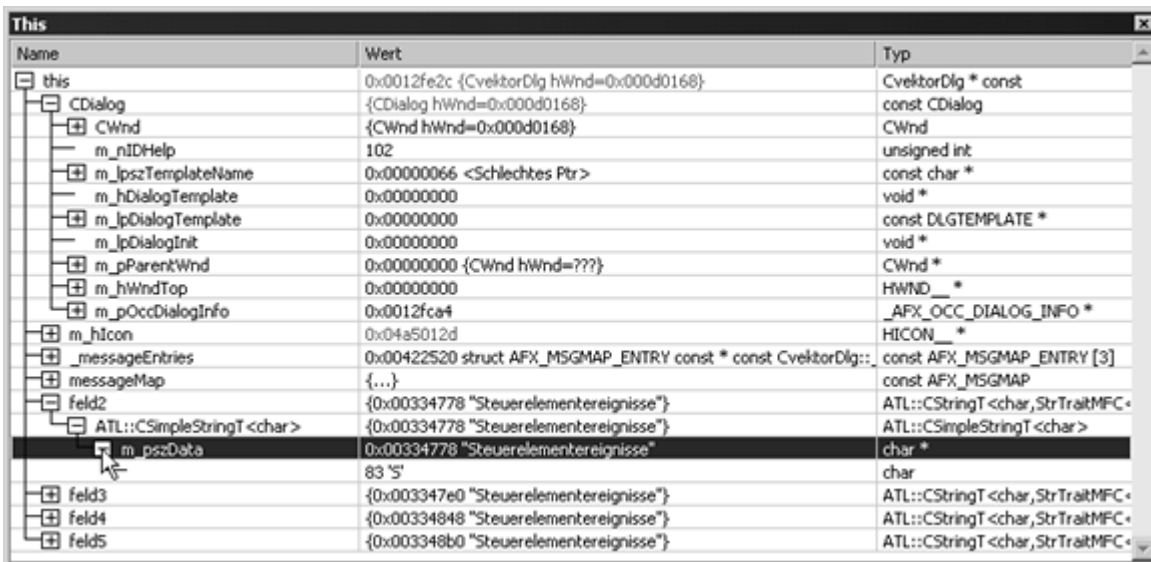 This
Name Wert Typ
this 0x0012fe2c {CvektorDlg hWnd=0x000d0168} CvektorDlg * const
CDialog {CDialog hWnd=0x000d0168} const CDialog
CWnd {CWnd hWnd=0x000d0168} CWnd
m_nIDHelp 102 unsigned int
m_lpszTemplateName 0x00000066 <Schlechtes Ptr> const char *
m_hDialogTemplate 0x00000000 void *
m_lpDialogTemplate 0x00000000 const DLGTEMPLATE *
m_lpDialogInit 0x00000000 void *
m_pParentWnd 0x00000000 {CWnd hWnd=???} CWnd *
m_hWndTop 0x00000000 HWND__ *
m_pOccDialogInfo 0x0012fca4 _AFX_OCC_DIALOG_INFO *
m_hIcon 0x04a5012d HICON__ *
_messageEntries 0x00422520 struct AFX_MSGMAP_ENTRY const * const CvektorDlg::_ const AFX_MSGMAP_ENTRY [3]
messageMap {...} const AFX_MSGMAP
feld2 {0x00334778 "Steuerelementereignisse"} ATL::CStringT<char,StrTraitMFC<
ATL::CSimpleStringT<char> {0x00334778 "Steuerelementereignisse"} ATL::CSimpleStringT<char>
m_pszData 0x00334778 "Steuerelementereignisse" char *
83 'S' char
feld3 {0x003347e0 "Steuerelementereignisse"} ATL::CStringT<char,StrTraitMFC<
feld4 {0x00334848 "Steuerelementereignisse"} ATL::CStringT<char,StrTraitMFC<
feld5 {0x003348b0 "Steuerelementereignisse"} ATL::CStringT<char,StrTraitMFC<